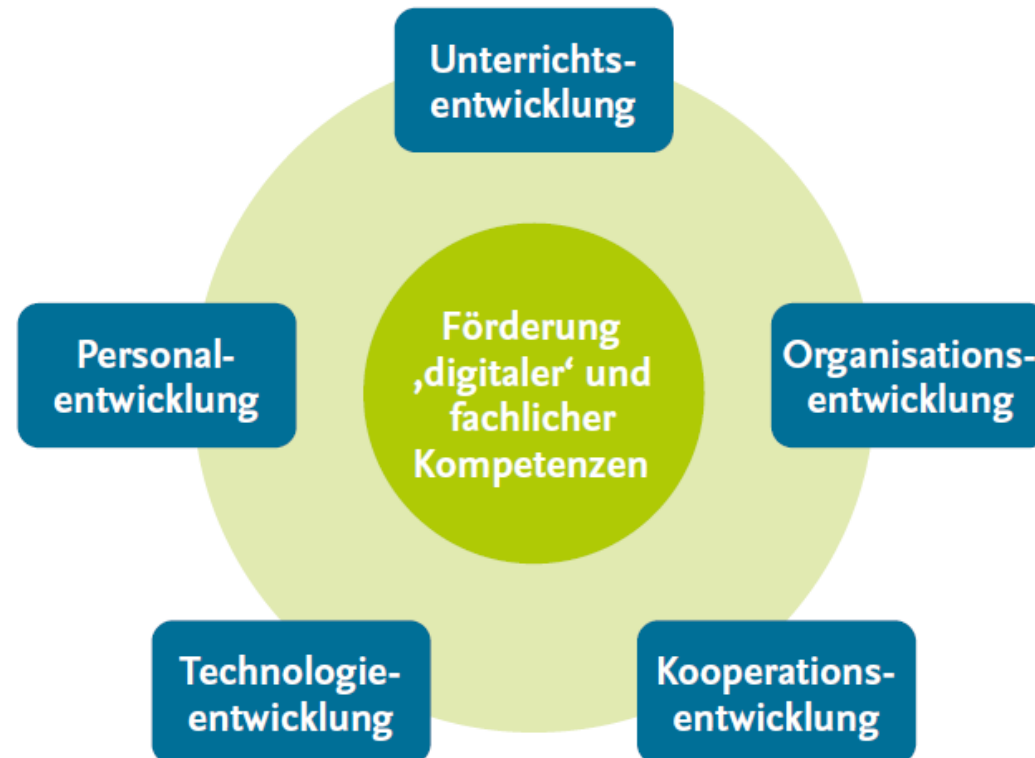 Unterrichts-
entwicklung
Personal-
entwicklung
Förderung
‚digitaler‘ und
fachlicher
Kompetenzen
Organisations-
entwicklung
Technologie-
entwicklung
Kooperations-
entwicklung